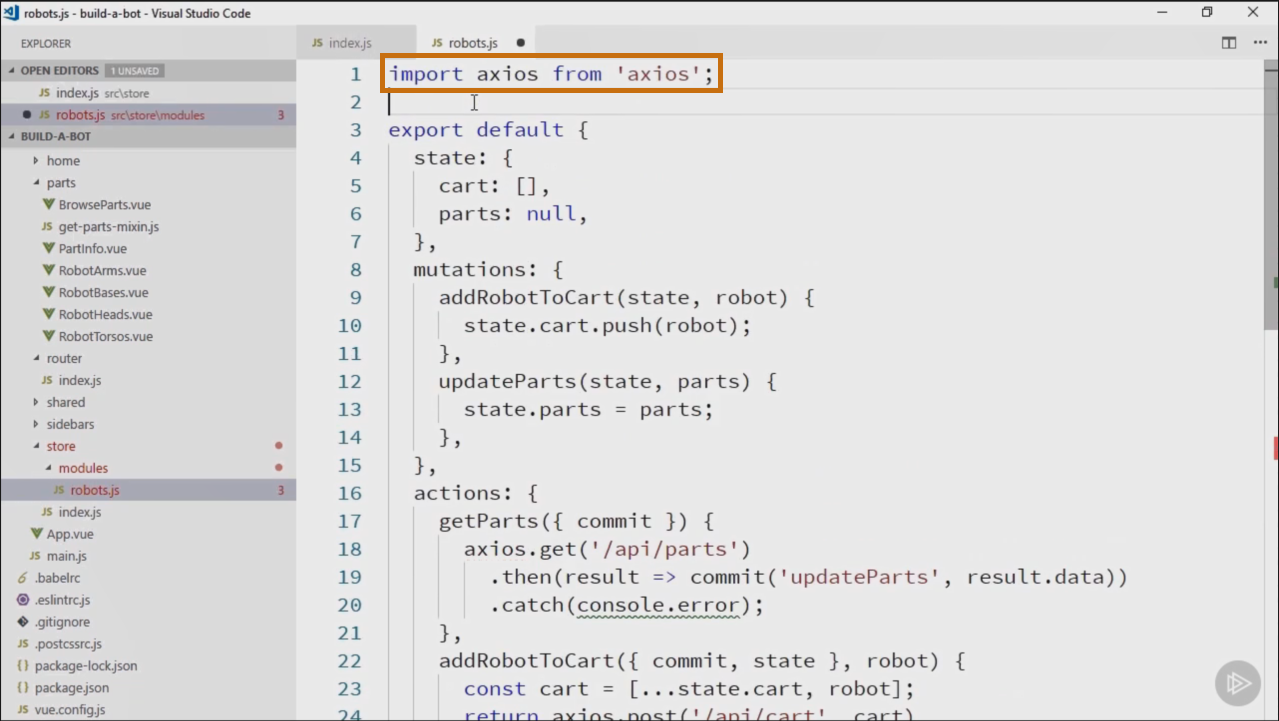 robots.js - build-a-bot - Visual Studio Code
EXPLORER
OPEN EDITORS 1 UNSAVED
JS index.js src\store
JS robots.js src\store\modules 3
BUILD-A-BOT
home
parts
BrowseParts.vue
JS get-parts-mixin.js
PartInfo.vue
RobotArms.vue
RobotBases.vue
RobotHeads.vue
RobotTorsos.vue
router
JS index.js
shared
sidebars
store
modules
JS robots.js 3
JS index.js
App.vue
JS main.js
.babelrc
.eslintrc.js
.gitignore
JS .postcssrc.js
{} package-lock.json
{} package.json
JS vue.config.js
JS index.js
JS robots.js
1 import axios from 'axios';
2
3 export default {
4 state: {
5 cart: [],
6 parts: null,
7 },
8 mutations: {
9 addRobotToCart(state, robot) {
10 state.cart.push(robot);
11 },
12 updateParts(state, parts) {
13 state.parts = parts;
14 },
15 },
16 actions: {
17 getParts({ commit }) {
18 axios.get('/api/parts')
19 .then(result => commit('updateParts', result.data))
20 .catch(console.error);
21 },
22 addRobotToCart({ commit, state }, robot) {
23 const cart = [...state.cart, robot];
24 return axios.post('/api/cart', cart)